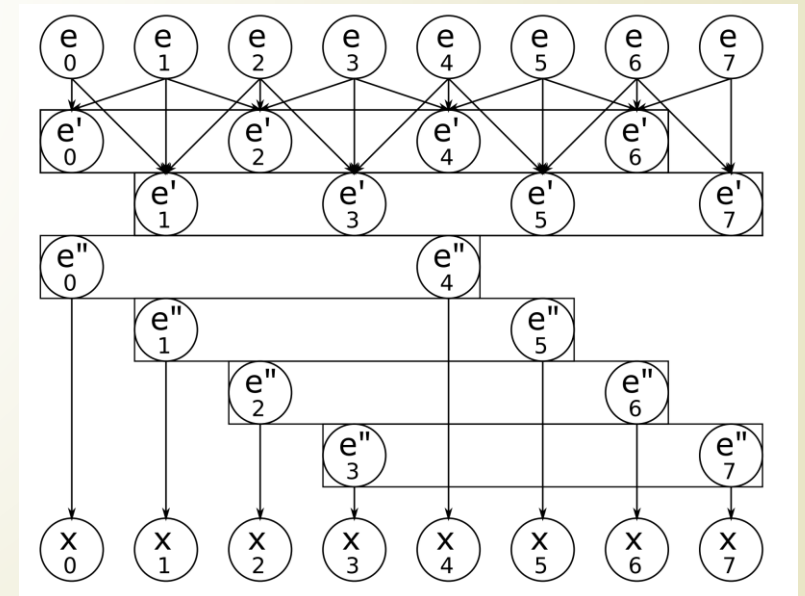 e e e e e e e e
0 1 2 3 4 5 6 7
e' e' e' e'
0 2 4 6
e' e' e' e'
1 3 5 7
e" e"
0 4
e" e"
1 5
e" e"
2 6
e" e"
3 7
x x x x x x x x
0 1 2 3 4 5 6 7